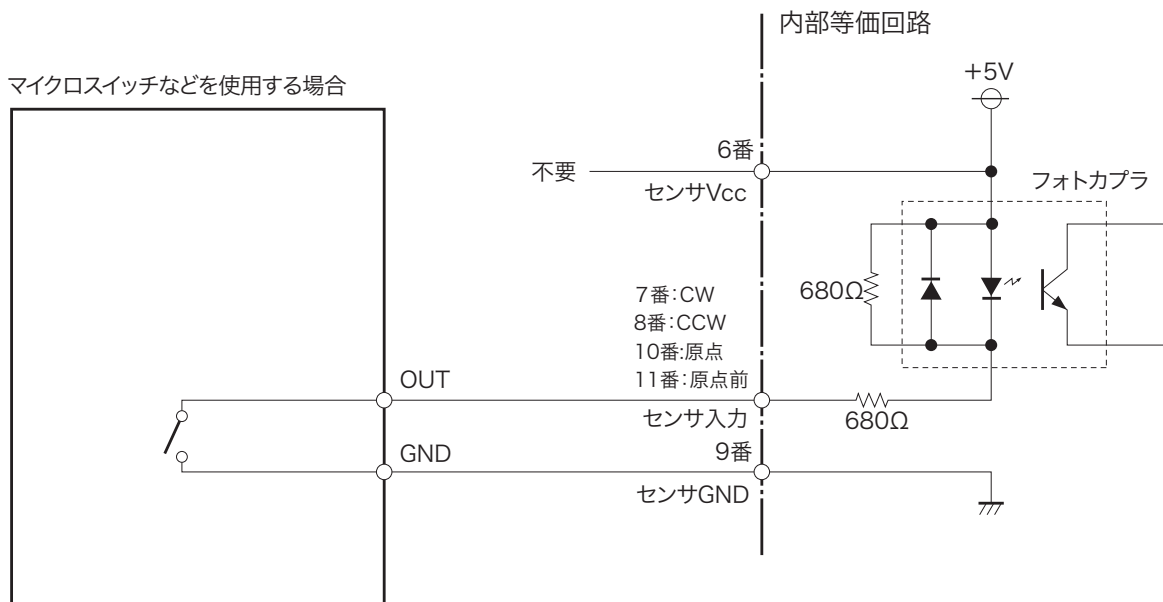 内部等価回路
マイクロスイッチなどを使用する場合
+5V
6番
不要
センサVcc
フォトカプラ
7番:CW
8番:CCW
10番:原点
11番:原点前
680Ω
OUT
センサ入力
680Ω
GND
9番
センサGND